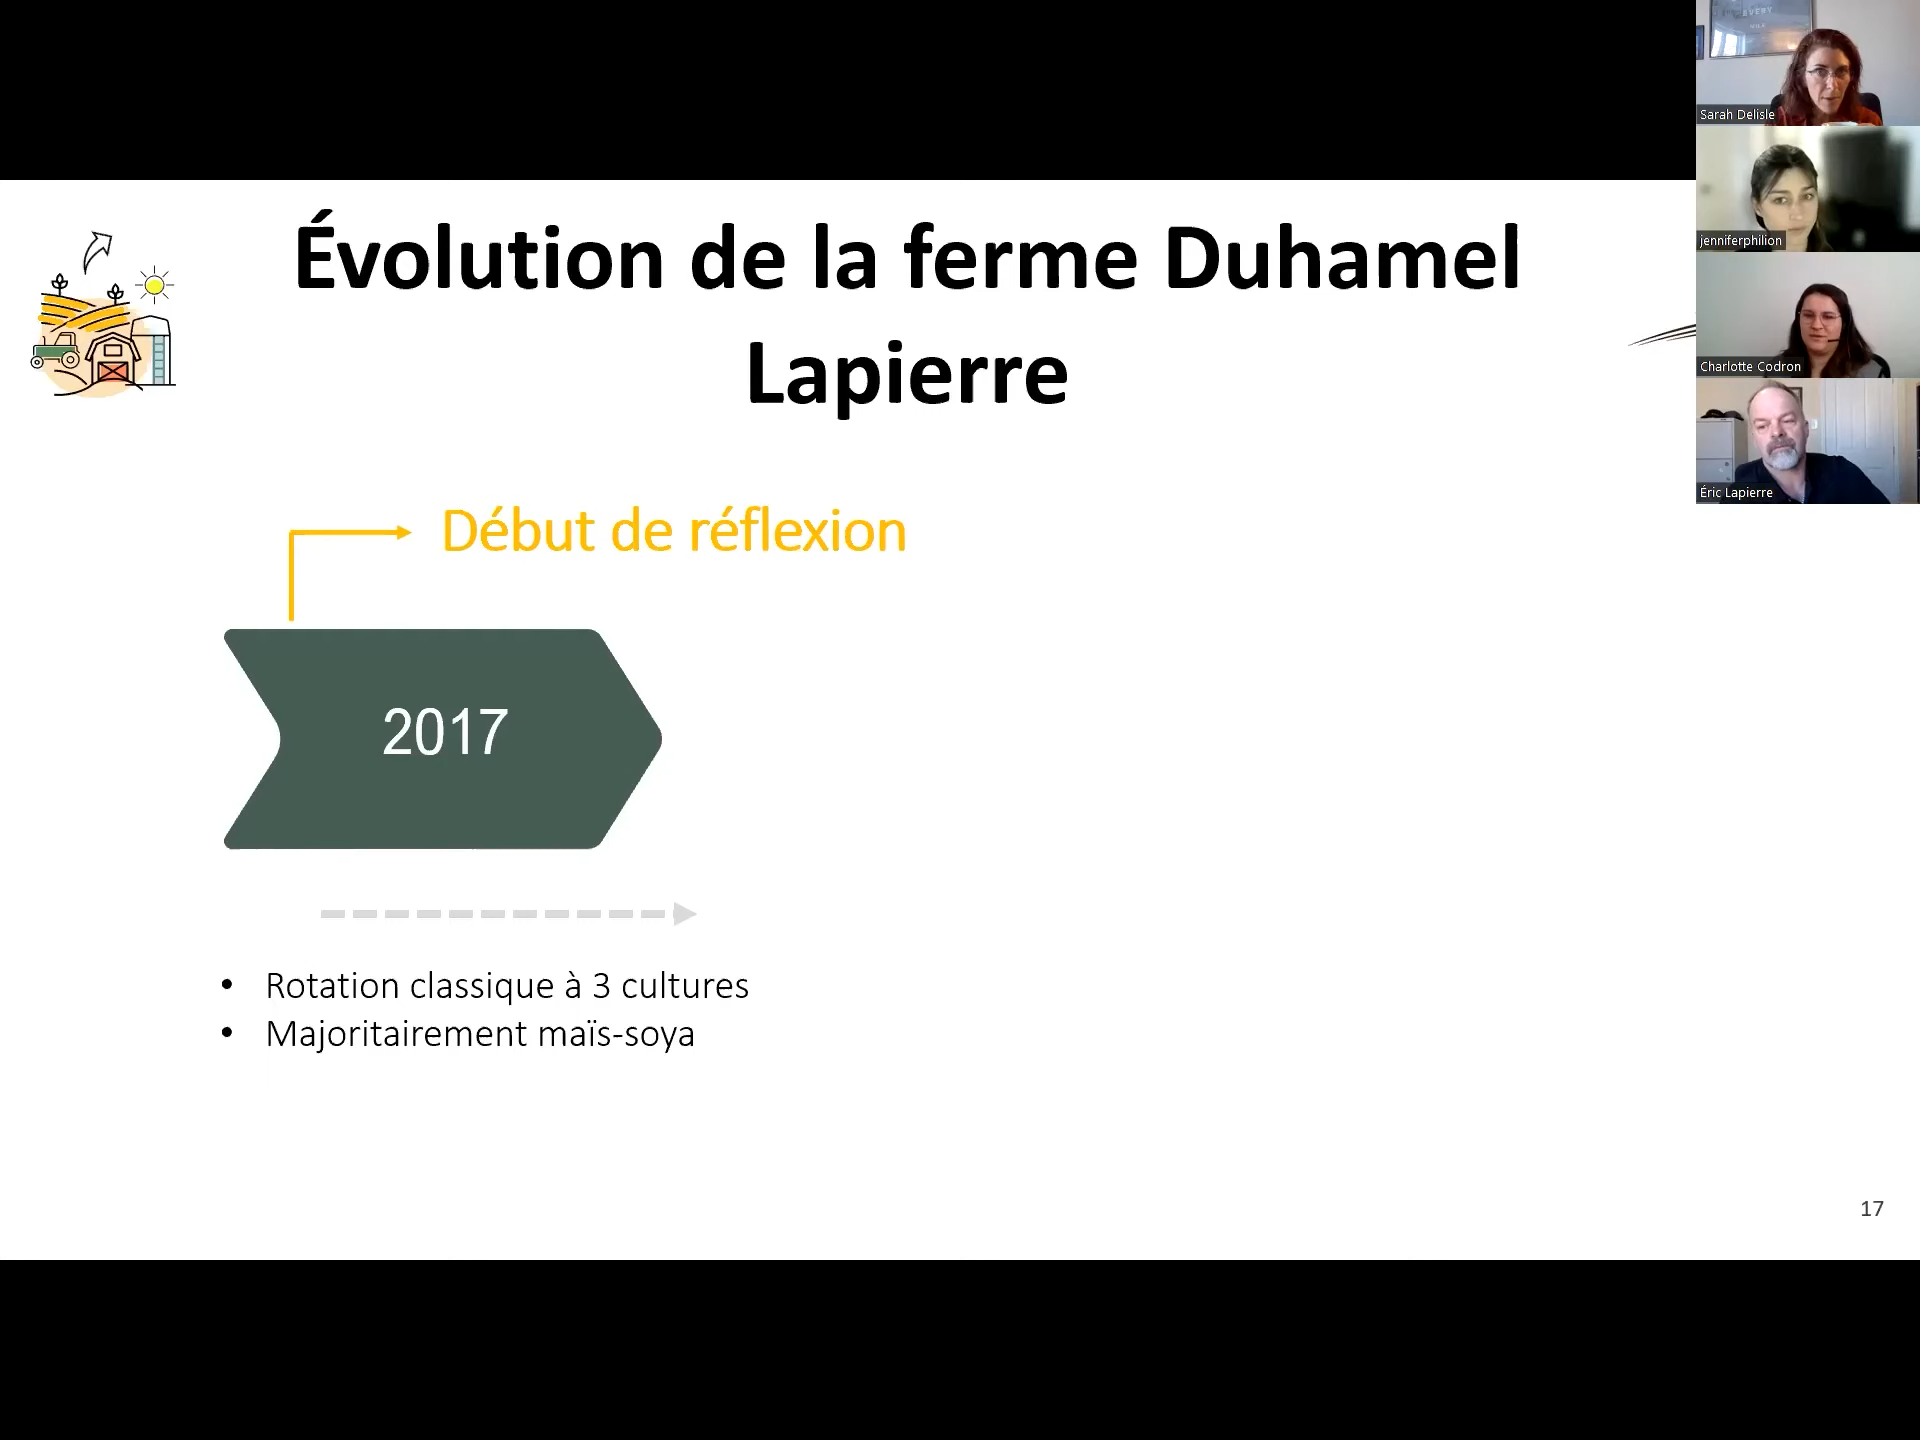 Évolution de la ferme Duhamel
Lapierre
Début de réflexion
2017
• Rotation classique à 3 cultures
• Majoritairement maïs-soya
17
Sarah Delisle
jenniferphilion
Charlotte Codron
Éric Lapierre